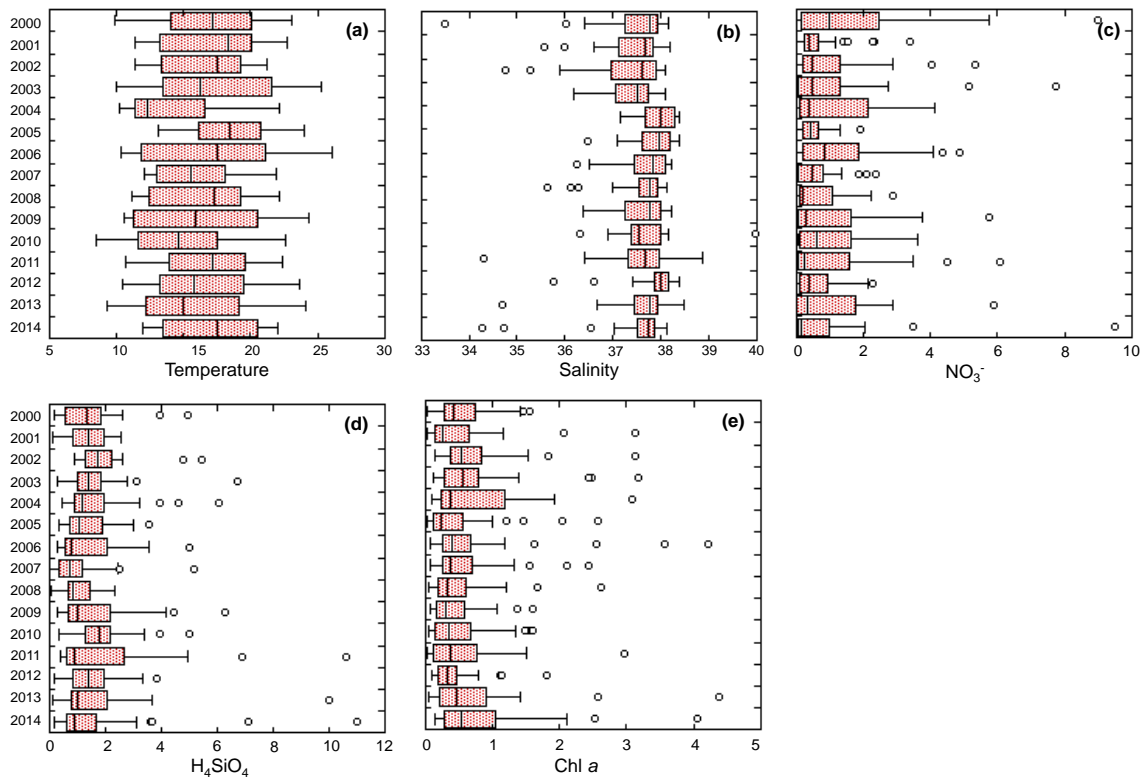 2000
2001
2002
2003
2004
2005
2006
2007
2008
2009
2010
2011
2012
2013
2014
(a)
5 10 15 20 25 30
Temperature
(b)
33 34 35 36 37 38 39 40
Salinity
(c)
0 2 4 6 8 10
NO₃⁻
2000
2001
2002
2003
2004
2005
2006
2007
2008
2009
2010
2011
2012
2013
2014
(d)
0 2 4 6 8 10 12
H₄SiO₄
(e)
0 1 2 3 4 5
Chl a